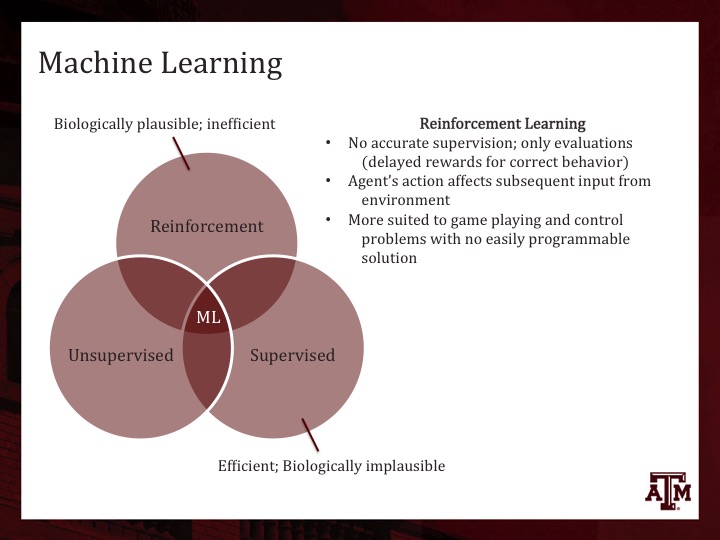 Machine Learning
Biologically plausible; inefficient
Reinforcement Learning
• No accurate supervision; only evaluations
(delayed rewards for correct behavior)
• Agent's action affects subsequent input from
environment
• More suited to game playing and control
problems with no easily programmable
solution
Reinforcement
ML
Unsupervised
Supervised
Efficient; Biologically implausible
ATM